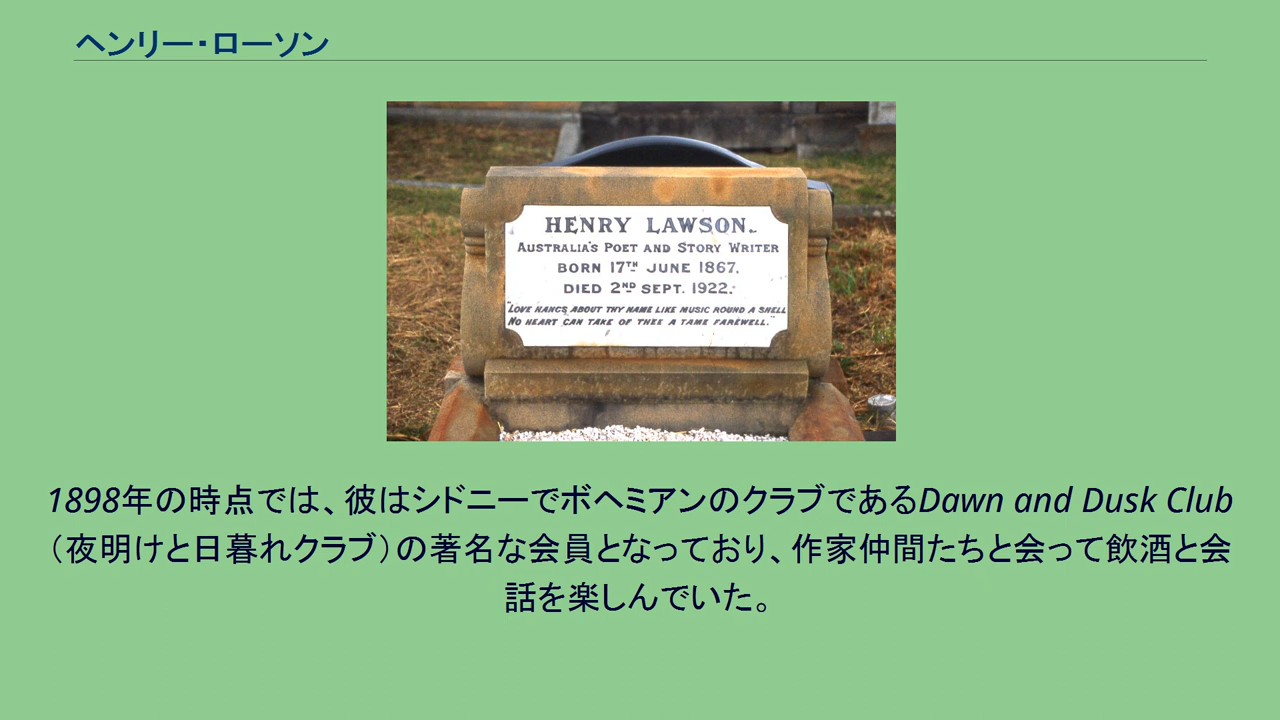 ヘンリー・ローソン
HENRY LAWSON.
AUSTRALIA'S POET AND STORY WRITER
BORN 17TH JUNE 1867.
DIED 2ND SEPT. 1922.
"LOVE HANGS ABOUT THY NAME LIKE MUSIC ROUND A SHELL
NO HEART CAN TAKE OF THEE A TAME FAREWELL."
1898年の時点では、彼はシドニーでボヘミアンのクラブであるDawn and Dusk Club
（夜明けと日暮れクラブ）の著名な会員となっており、作家仲間たちと会って飲酒と会
話を楽しんでいた。